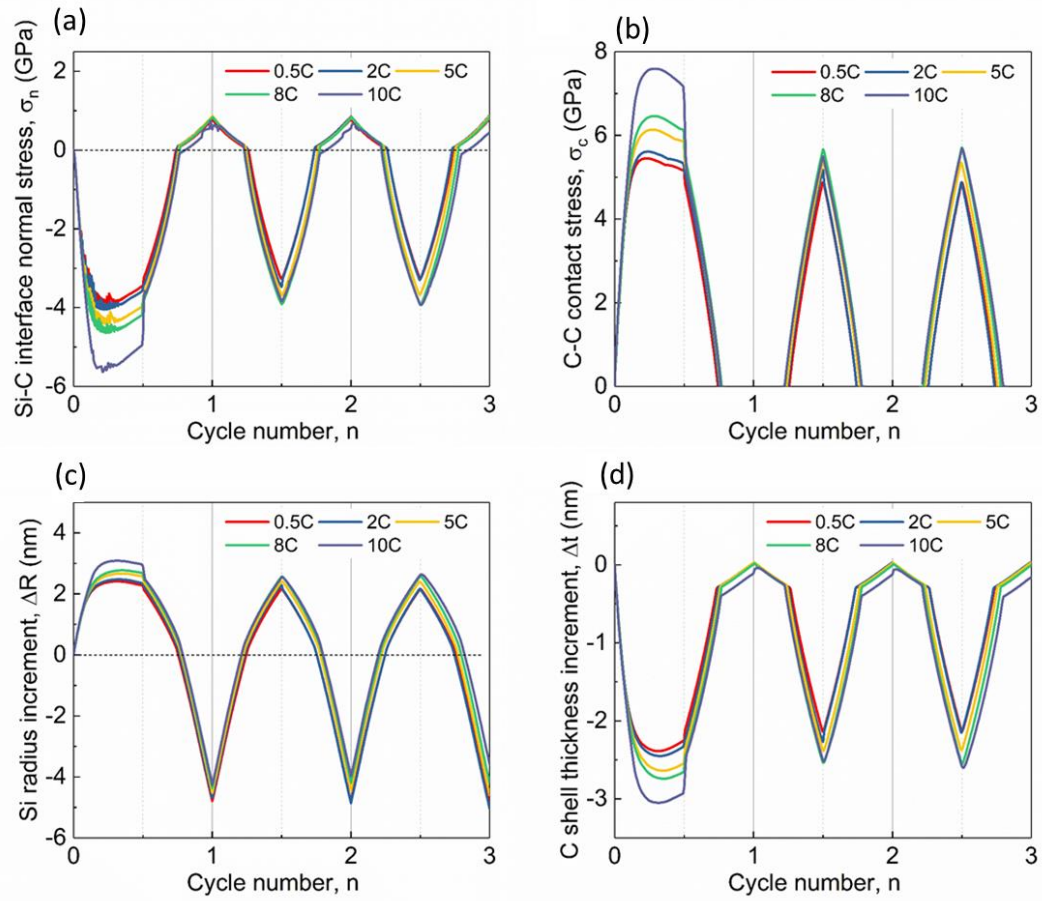 (a)
Si-C interface normal stress, σn (GPa)
2
0
-2
-4
-6
0.5C 2C 5C
8C 10C
0 1 2 3
Cycle number, n
(b)
C-C contact stress, σc (GPa)
8
6
4
2
0
0.5C 2C 5C
8C 10C
0 1 2 3
Cycle number, n
(c)
Si radius increment, ΔR (nm)
4
2
0
-2
-4
-6
0.5C 2C 5C
8C 10C
0 1 2 3
Cycle number, n
(d)
C shell thickness increment, Δt (nm)
0
-1
-2
-3
0.5C 2C 5C
8C 10C
0 1 2 3
Cycle number, n